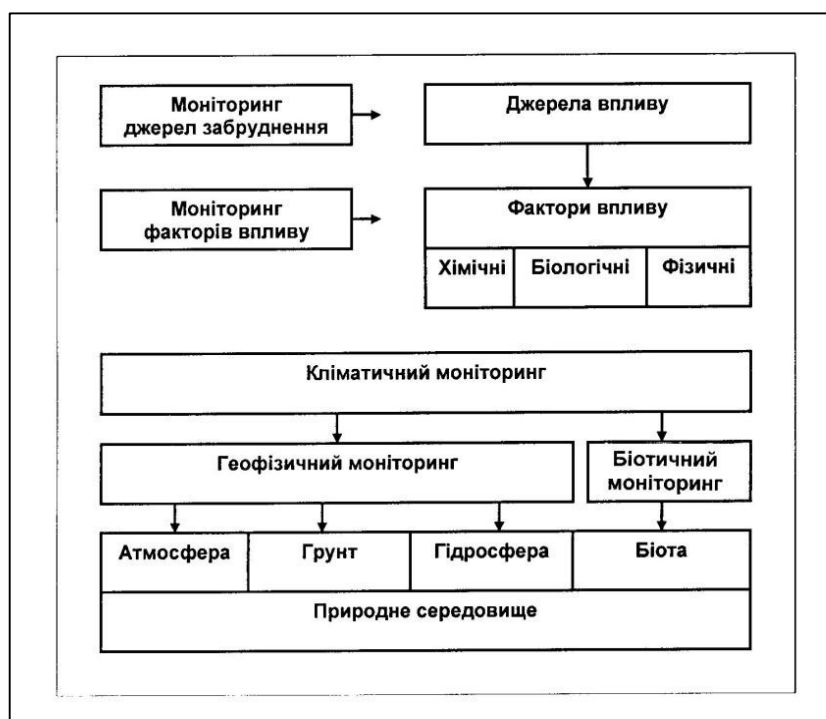 Моніторинг
джерел забруднення
Джерела впливу
Моніторинг
факторів впливу
Фактори впливу
Хімічні
Біологічні
Фізичні
Кліматичний моніторинг
Геофізичний моніторинг
Біотичний
моніторинг
Атмосфера
Грунт
Гідросфера
Біота
Природне середовище